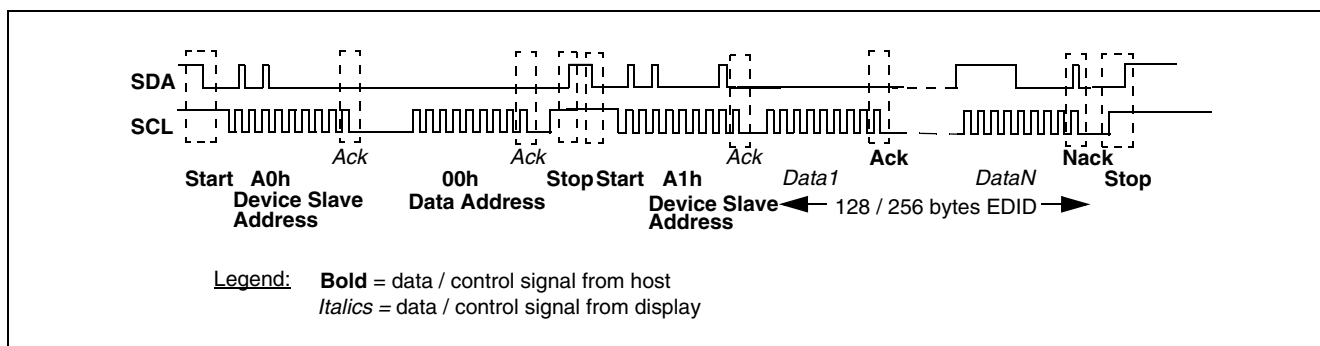 SDA
SCL
Ack Ack Ack Ack Nack
Start A0h 00h Stop Start A1h Data1 DataN Stop
Device Slave Address
Data Address
Device Slave Address
128 / 256 bytes EDID
Legend: Bold = data / control signal from host
Italics = data / control signal from display